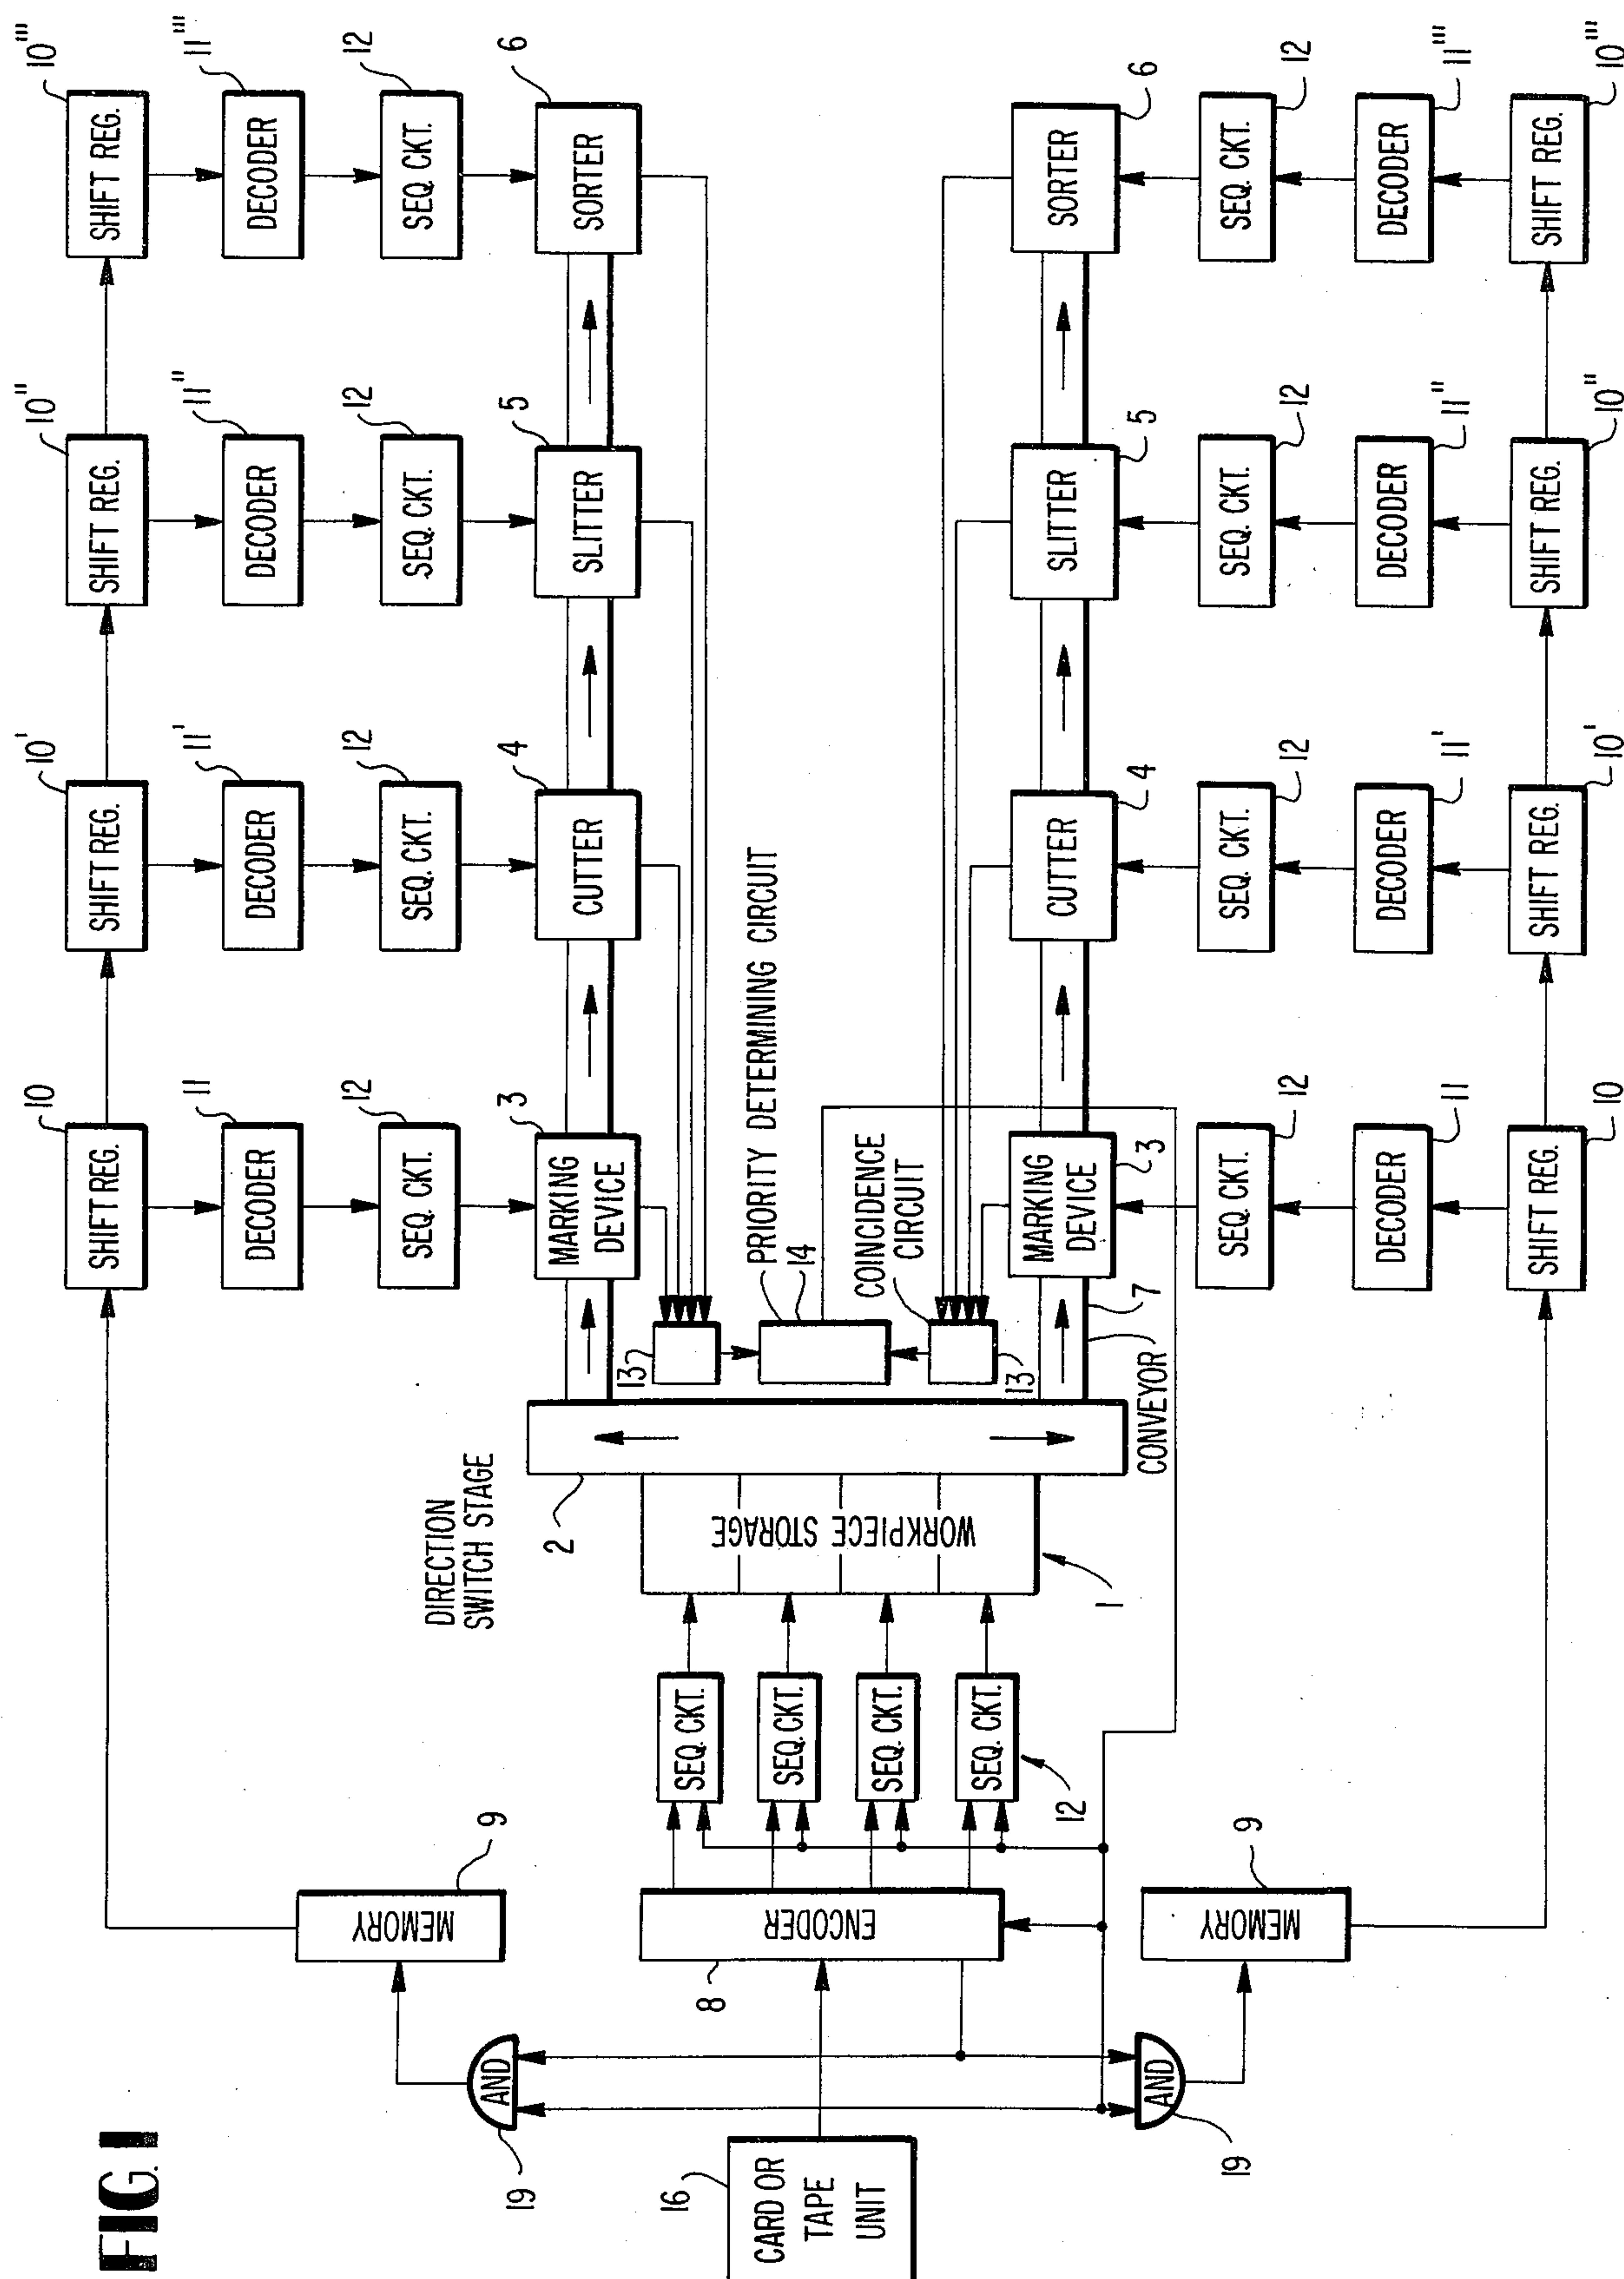 FIG. 1
10
10'
10"
10'''
SHIFT REG.
SHIFT REG.
SHIFT REG.
SHIFT REG.
11
11'
11"
11'''
DECODER
DECODER
DECODER
DECODER
12
12
12
12
SEQ. CKT.
SEQ. CKT.
SEQ. CKT.
SEQ. CKT.
3
4
5
6
MARKING
DEVICE
CUTTER
SLITTER
SORTER
9
MEMORY
DIRECTION
SWITCH STAGE
2
19
AND
16
CARD OR
TAPE
UNIT
8
ENCODER
SEQ. CKT.
SEQ. CKT.
SEQ. CKT.
SEQ. CKT.
12
WORKPIECE STORAGE
1
13
PRIORITY DETERMINING CIRCUIT
14
COINCIDENCE
CIRCUIT
13
CONVEYOR
7
AND
19
9
MEMORY
MARKING
DEVICE
CUTTER
SLITTER
SORTER
3
4
5
6
SEQ. CKT.
SEQ. CKT.
SEQ. CKT.
SEQ. CKT.
12
12
12
12
DECODER
DECODER
DECODER
DECODER
11
11'
11"
11'''
SHIFT REG.
SHIFT REG.
SHIFT REG.
SHIFT REG.
10
10'
10"
10'''